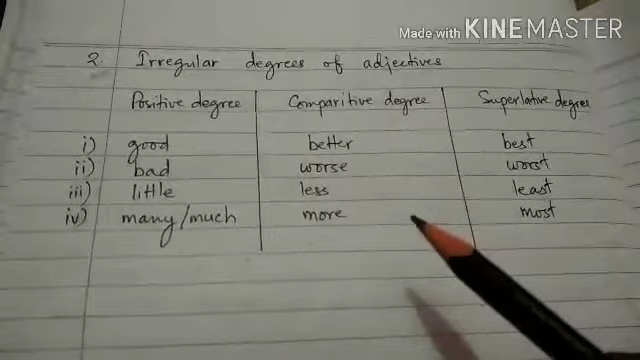 Made with KINEMASTER
2. Irregular degrees of adjectives
Positive degree Comparitive degree Superlative degree
i) good better best
ii) bad worse worst
iii) little less least
iv) many/much more most